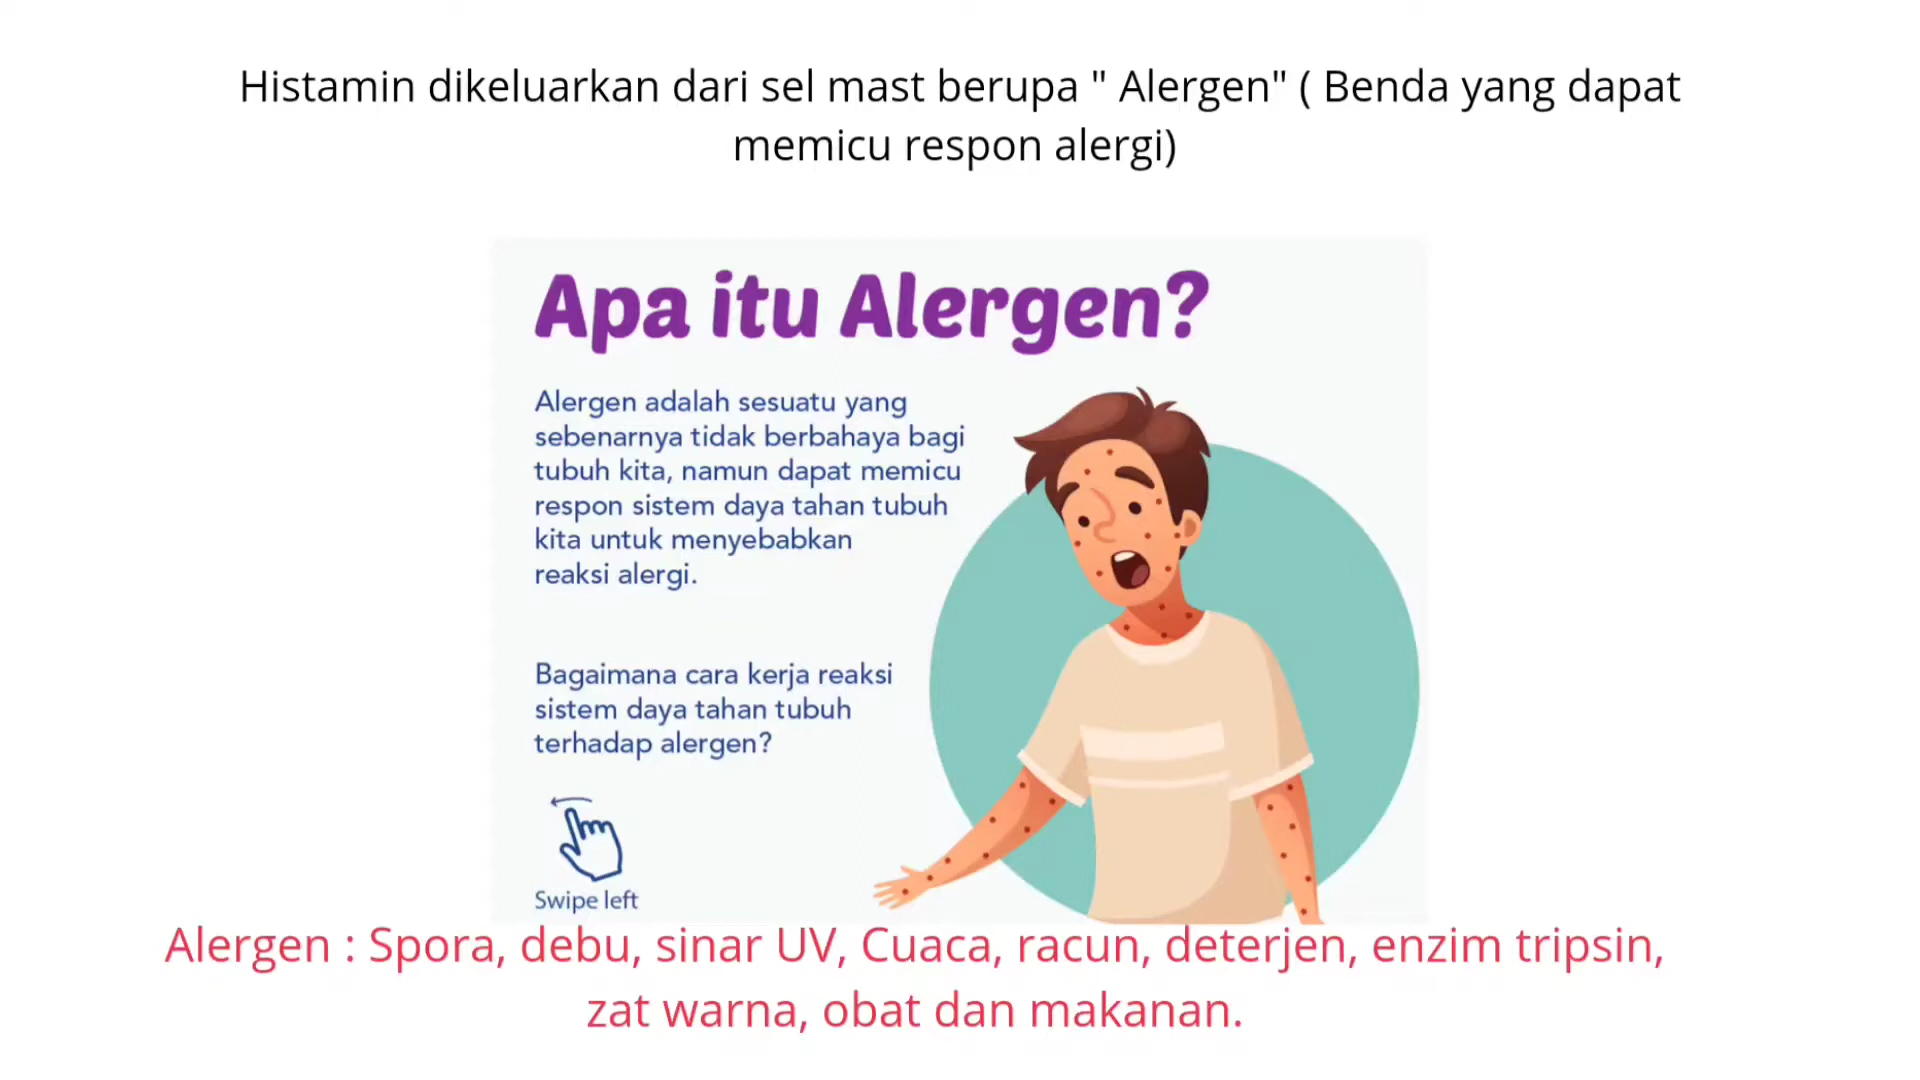 Histamin dikeluarkan dari sel mast berupa " Alergen" ( Benda yang dapat
memicu respon alergi)
Apa itu Alergen?
Alergen adalah sesuatu yang
sebenarnya tidak berbahaya bagi
tubuh kita, namun dapat memicu
respon sistem daya tahan tubuh
kita untuk menyebabkan
reaksi alergi.
Bagaimana cara kerja reaksi
sistem daya tahan tubuh
terhadap alergen?
Swipe left
Alergen : Spora, debu, sinar UV, Cuaca, racun, deterjen, enzim tripsin,
zat warna, obat dan makanan.